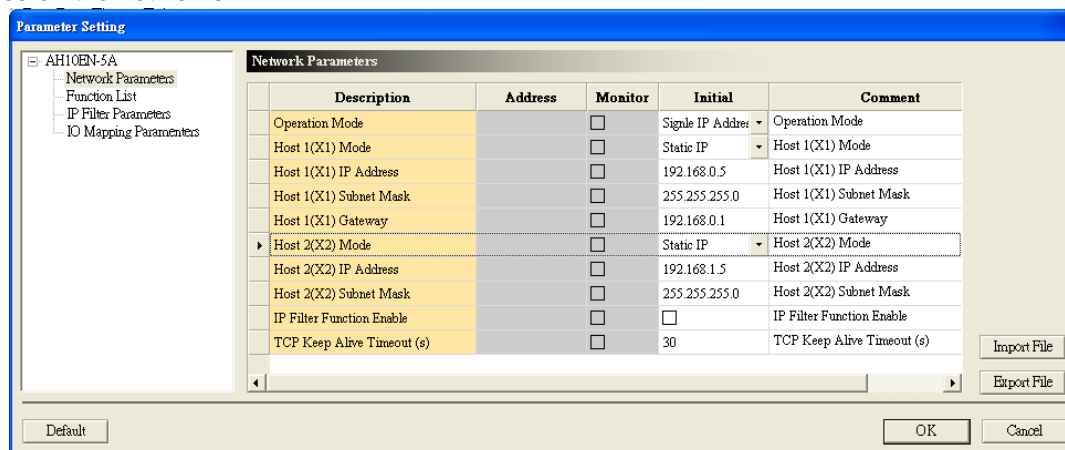 Parameter Setting
AH10EN-5A
Network Parameters
Function List
IP Filter Parameters
IO Mapping Paramenters
Network Parameters
Description Address Monitor Initial Comment
Operation Mode Signle IP Addres Operation Mode
Host 1(X1) Mode Static IP Host 1(X1) Mode
Host 1(X1) IP Address 192.168.0.5 Host 1(X1) IP Address
Host 1(X1) Subnet Mask 255.255.255.0 Host 1(X1) Subnet Mask
Host 1(X1) Gateway 192.168.0.1 Host 1(X1) Gateway
Host 2(X2) Mode Static IP Host 2(X2) Mode
Host 2(X2) IP Address 192.168.1.5 Host 2(X2) IP Address
Host 2(X2) Subnet Mask 255.255.255.0 Host 2(X2) Subnet Mask
IP Filter Function Enable IP Filter Function Enable
TCP Keep Alive Timeout (s) 30 TCP Keep Alive Timeout (s)
Import File
Export File
Default OK Cancel